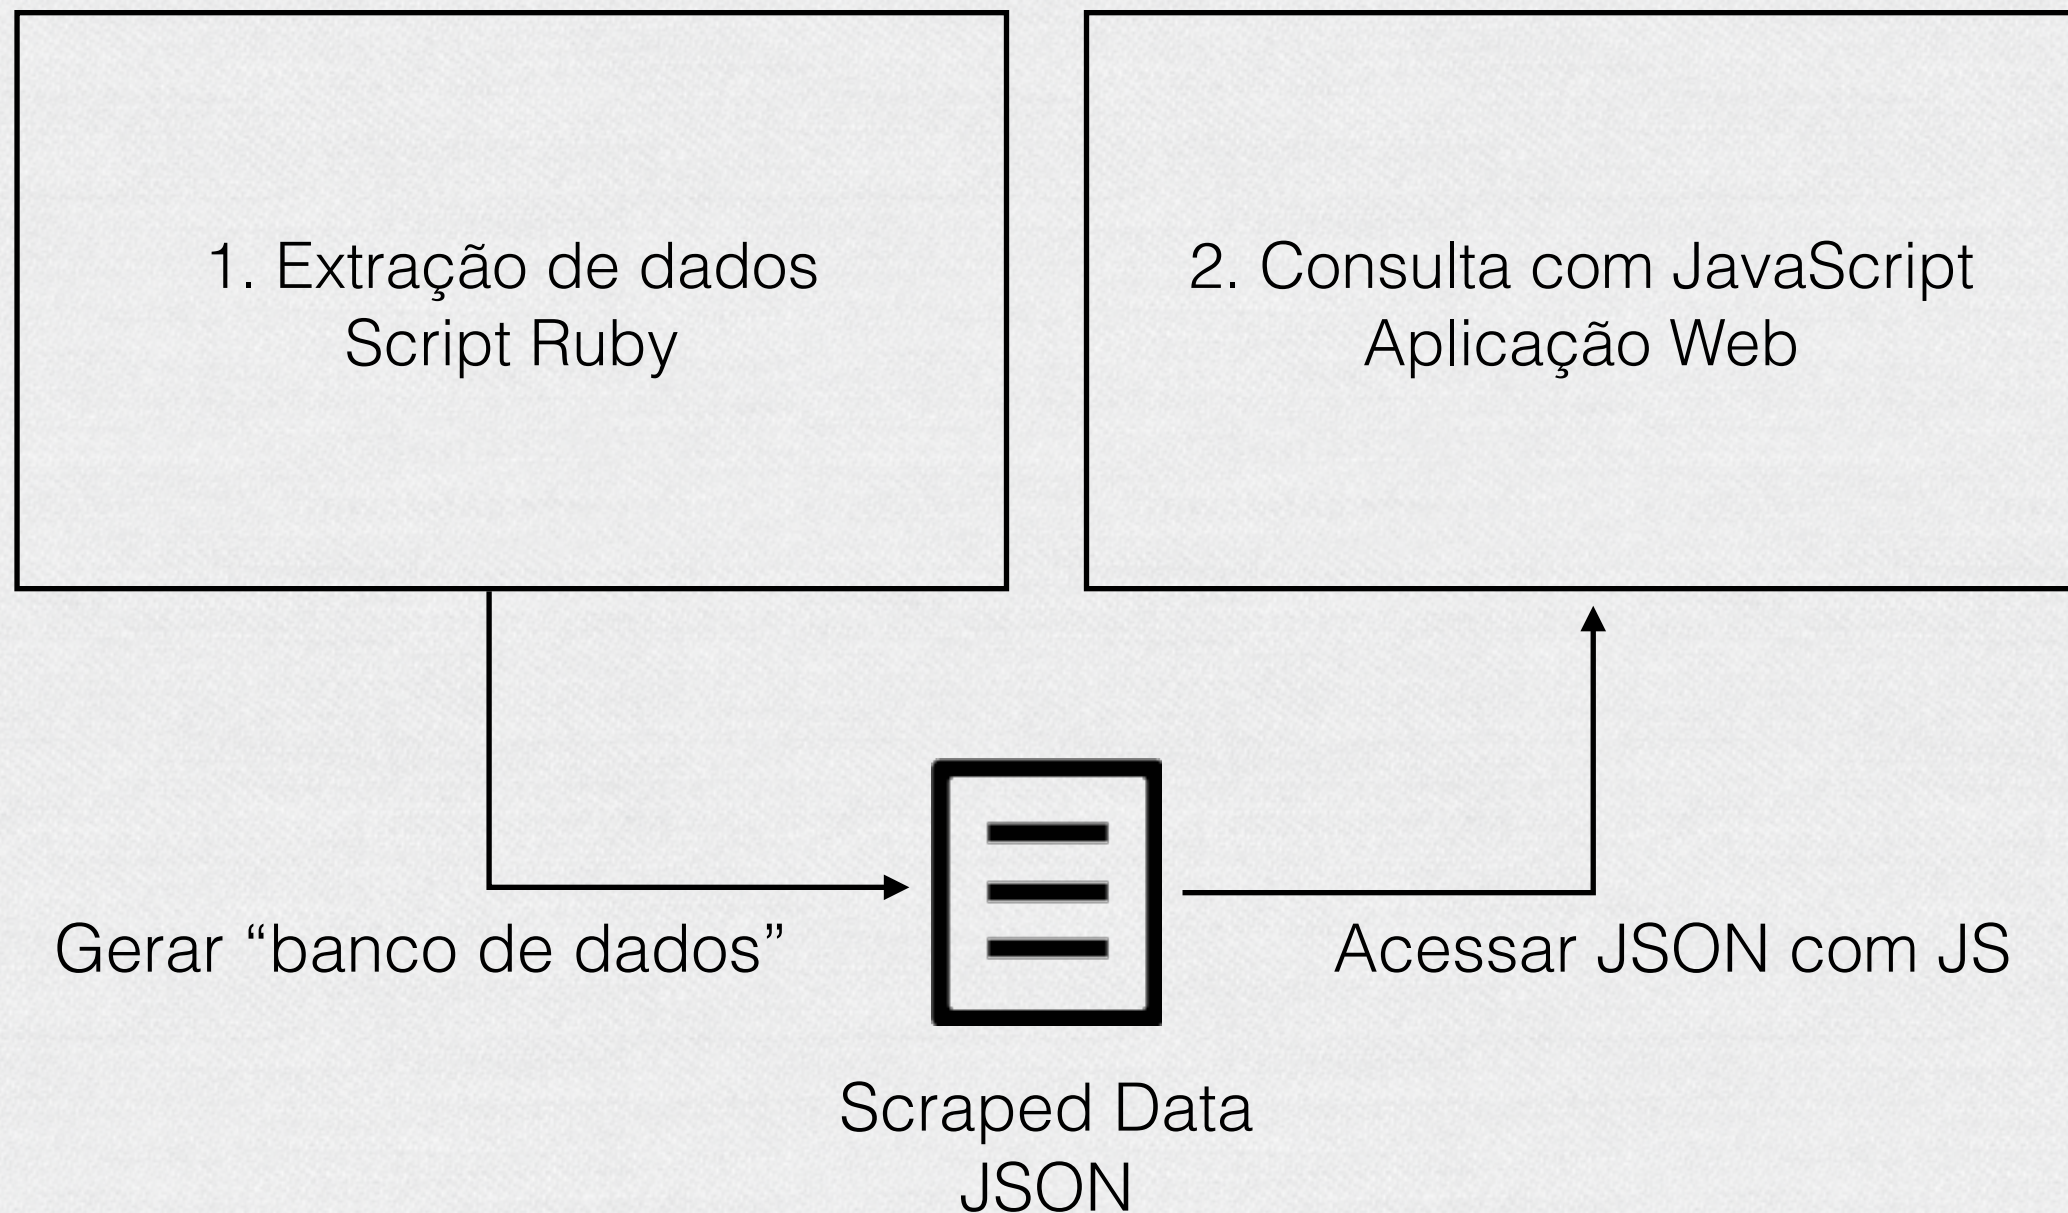 1. Extração de dados
Script Ruby
2. Consulta com JavaScript
Aplicação Web
Gerar “banco de dados”
Acessar JSON com JS
Scraped Data
JSON